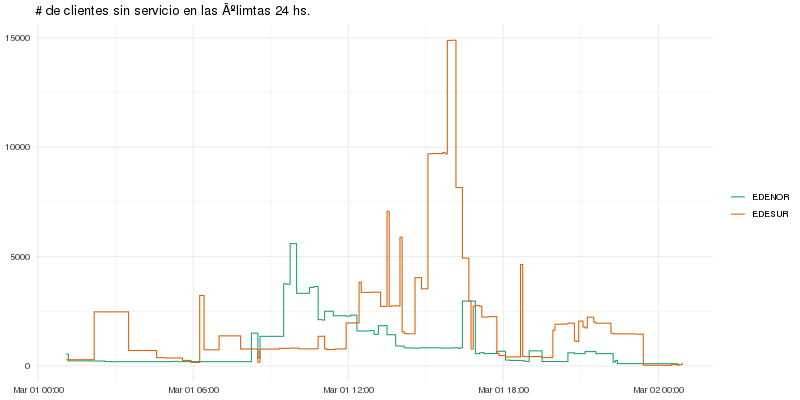 # de clientes sin servicio en las Ãºlimtas 24 hs.
15000
10000
5000
0
EDENOR
EDESUR
Mar 01 00:00
Mar 01 06:00
Mar 01 12:00
Mar 01 18:00
Mar 02 00:00